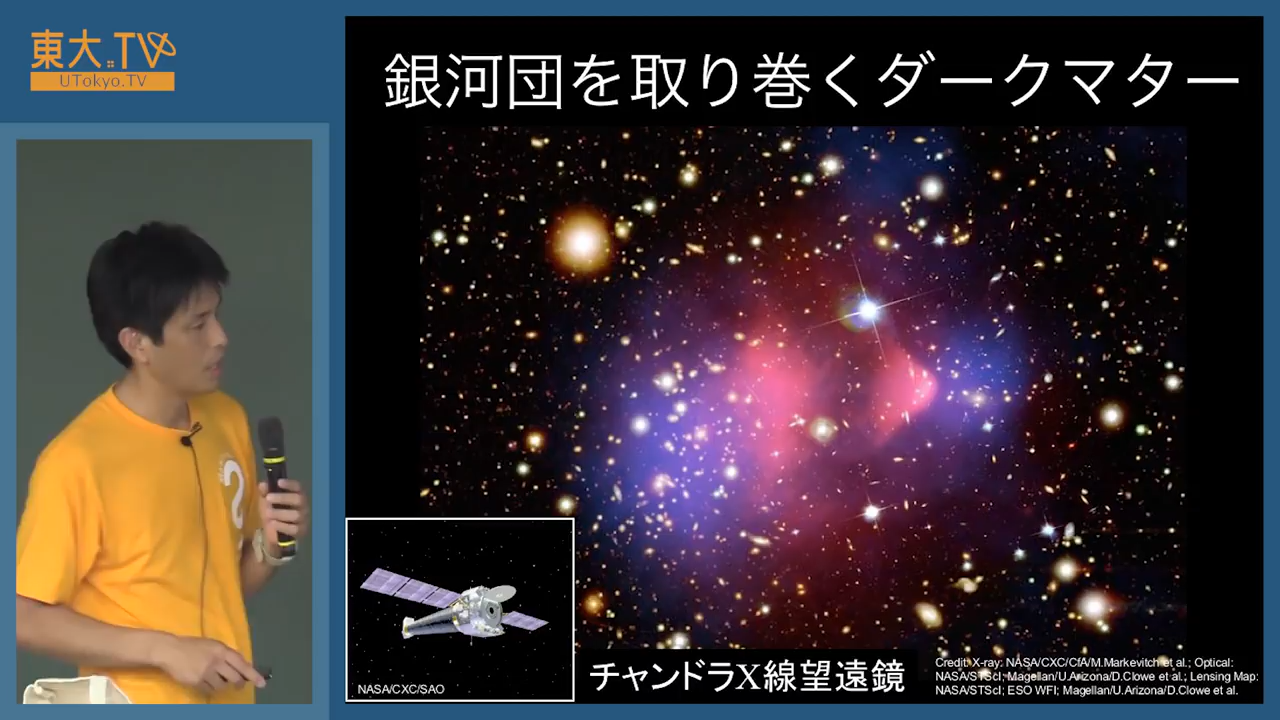 東大.TV
UTokyo.TV
銀河団を取り巻くダークマター
NASA/CXC/SAO
チャンドラX線望遠鏡
Credit: X-ray: NASA/CXC/CfA/M.Markevitch et al.; Optical:
NASA/STScI; Magellan/U.Arizona/D.Clowe et al.; Lensing Map:
NASA/STScI; ESO WFI; Magellan/U.Arizona/D.Clowe et al.